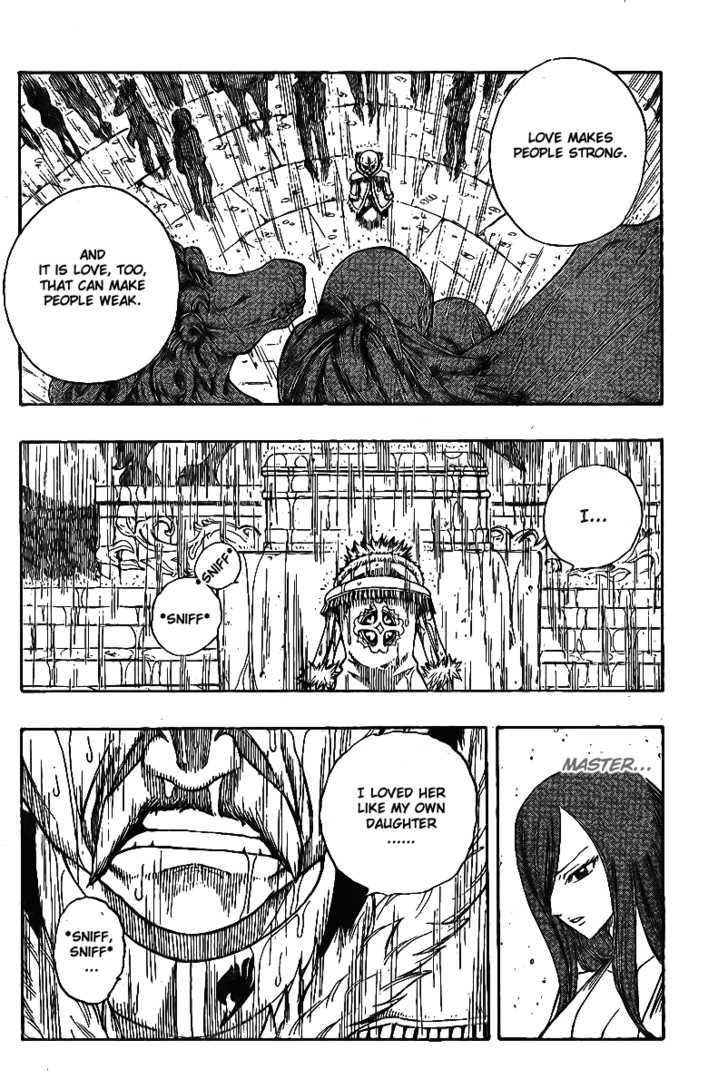 LOVE MAKES
PEOPLE STRONG.
AND
IT IS LOVE, TOO,
THAT CAN MAKE
PEOPLE WEAK.
I...
*SNIFF*
*SNIFF*
I LOVED HER
LIKE MY OWN
DAUGHTER
......
*SNIFF,
SNIFF*
...
MASTER...